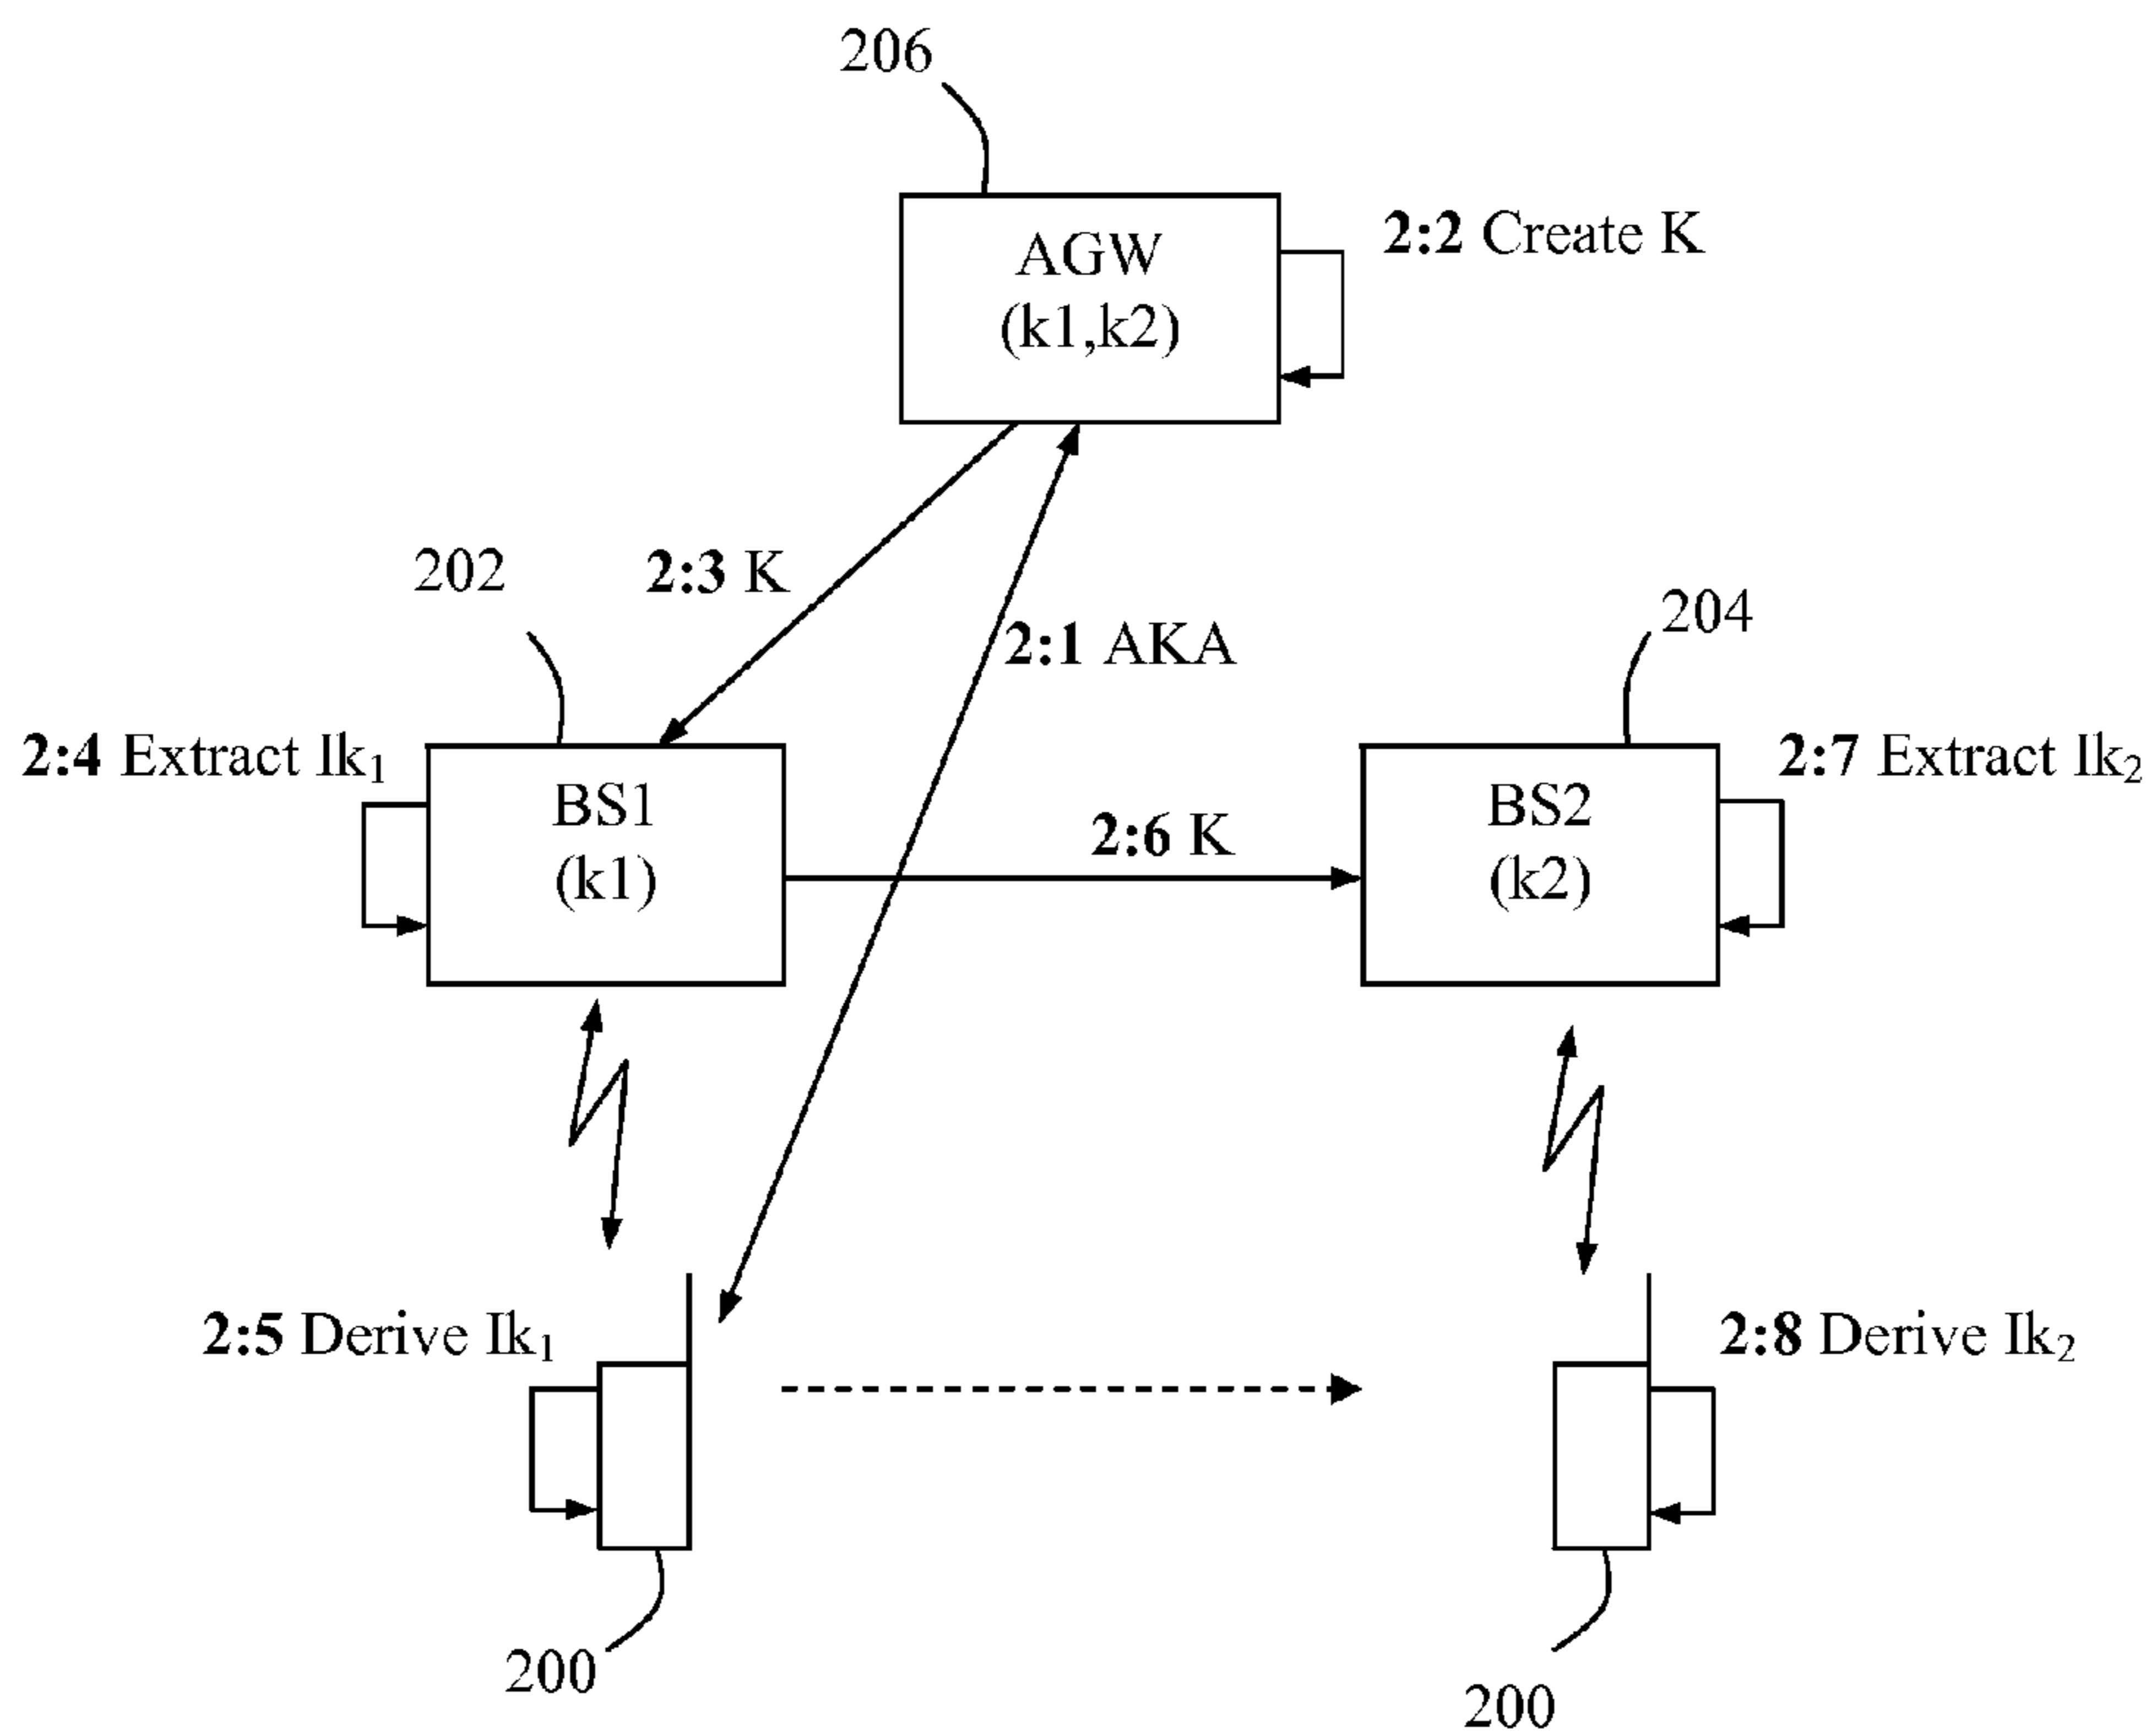 206
AGW
(k1,k2)
2:2 Create K
202
2:3 K
2:1 AKA
204
2:4 Extract Ik₁
BS1
(k1)
2:6 K
BS2
(k2)
2:7 Extract Ik₂
2:5 Derive Ik₁
2:8 Derive Ik₂
200
200